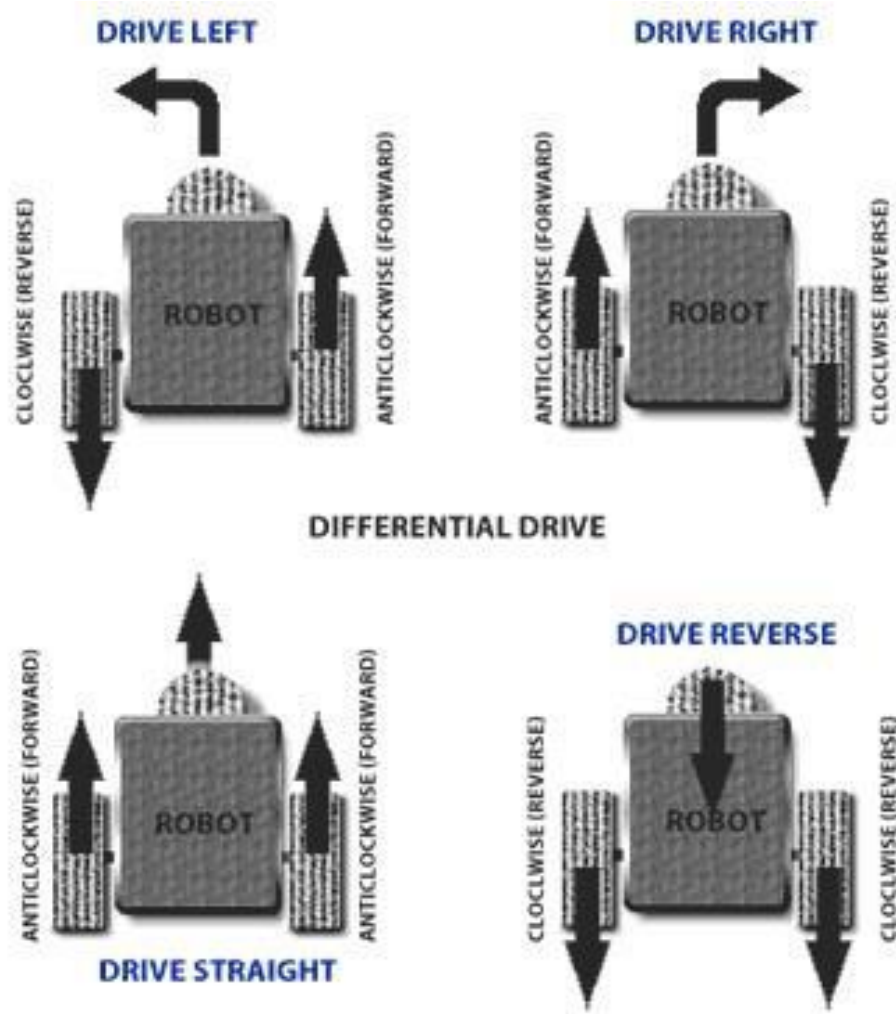 DRIVE LEFT
DRIVE RIGHT
CLOCLWISE (REVERSE)
ROBOT
ANTICLOCKWISE (FORWARD)
ANTICLOCKWISE (FORWARD)
ROBOT
CLOCLWISE (REVERSE)
DIFFERENTIAL DRIVE
ANTICLOCKWISE (FORWARD)
ROBOT
ANTICLOCKWISE (FORWARD)
DRIVE STRAIGHT
DRIVE REVERSE
CLOCLWISE (REVERSE)
ROBOT
CLOCLWISE (REVERSE)